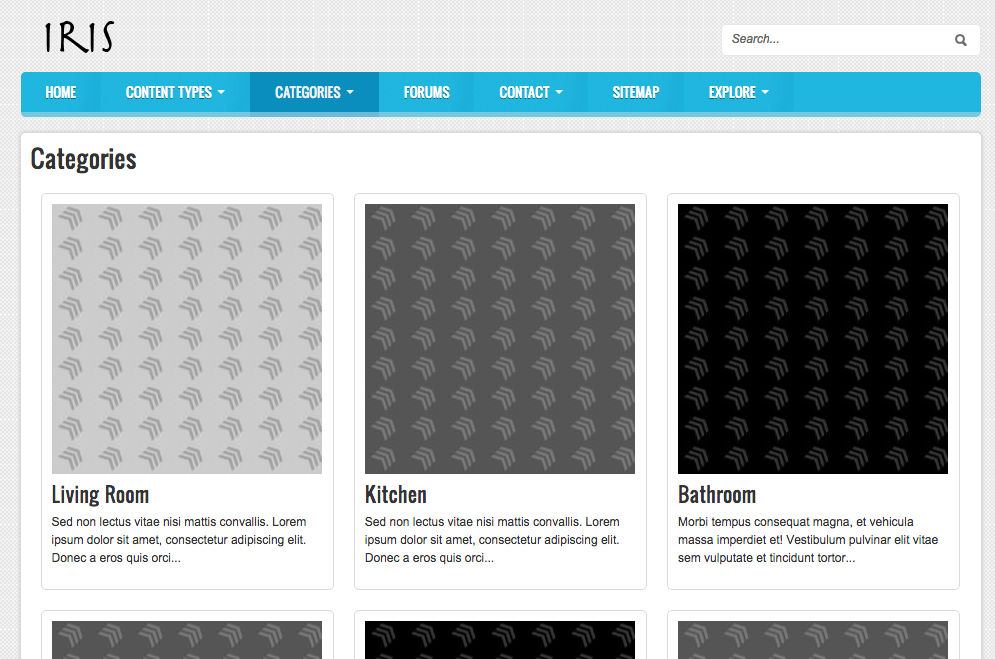 IRIS
Search...
HOME CONTENT TYPES CATEGORIES FORUMS CONTACT SITEMAP EXPLORE
Categories
Living Room
Sed non lectus vitae nisi mattis convallis. Lorem
ipsum dolor sit amet, consectetur adipiscing elit.
Donec a eros quis orci...
Kitchen
Sed non lectus vitae nisi mattis convallis. Lorem
ipsum dolor sit amet, consectetur adipiscing elit.
Donec a eros quis orci...
Bathroom
Morbi tempus consequat magna, et vehicula
massa imperdiet et! Vestibulum pulvinar elit vitae
sem vulputate et tincidunt tortor...